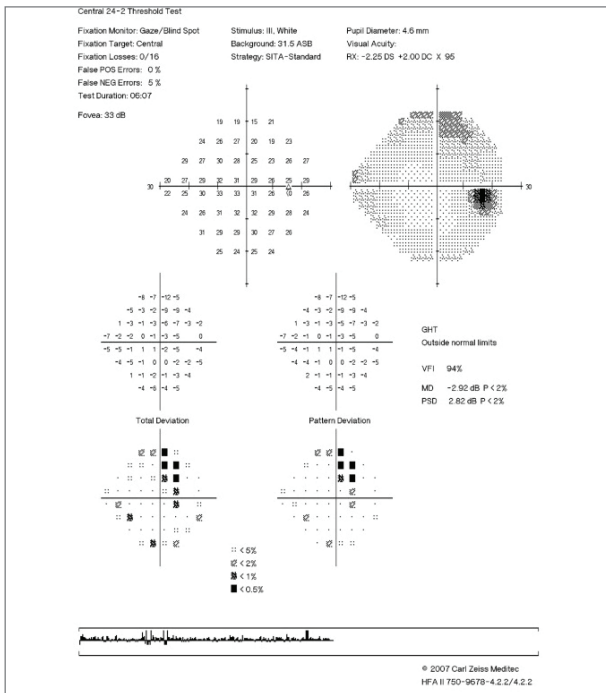 Central 24-2 Threshold Test
Fixation Monitor: Gaze/Blind Spot
Fixation Target: Central
Fixation Losses: 0/16
False POS Errors: 0 %
False NEG Errors: 5 %
Test Duration: 06:07
Fovea: 33 dB
Stimulus: III, White
Background: 31.5 ASB
Strategy: SITA-Standard
Pupil Diameter: 4.6 mm
Visual Acuity:
RX: -2.25 DS +2.00 DC X 95
19 19 15 21
24 26 27 20 19 23
29 27 30 28 25 23 26 27
30 20 27 29 32 31 29 26 25 29 30
22 25 30 33 33 31 26 26
24 26 31 32 32 29 28 24
31 29 29 30 27 26
25 24 25 24
-8 -7 -12 -5
-5 -3 -2 -9 -9 -4
1 -3 -1 -3 -6 -7 -3 -2
-7 -2 -2 0 -1 -3 -5 0
-5 -5 -1 1 1 -1 -5 -4
-4 -5 -1 0 0 -2 -2 -5
1 -1 -2 -1 -3 -4
-4 -6 -4 -5
Total Deviation
-8 -7 -12 -5
-5 -3 -2 -9 -9 -4
1 -3 -1 -3 -6 -7 -3 -2
-7 -2 -2 0 -1 -3 -5 0
-5 -4 -1 1 1 -1 -4
-4 -4 -1 0 0 -2 -2 -5
2 -1 -1 -1 -3 -4
-4 -5 -4 -5
Pattern Deviation
GHT
Outside normal limits
VFI 94%
MD -2.92 dB P < 2%
PSD 2.82 dB P < 2%
< 5%
< 2%
< 1%
< 0.5%
© 2007 Carl Zeiss Meditec
HFA II 750-9678-4.2.2/4.2.2